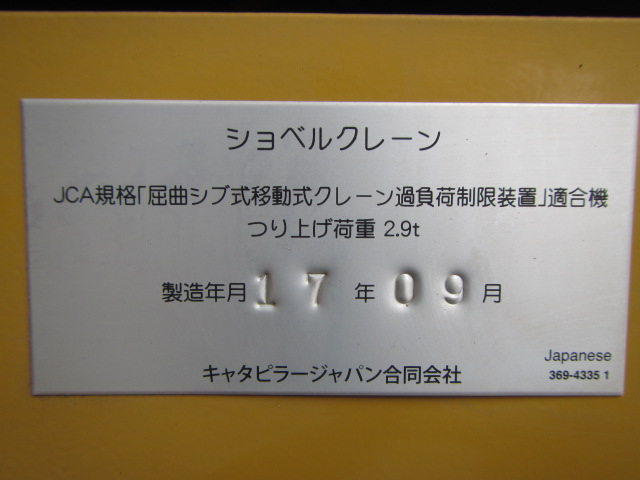 ショベルクレーン
JCA規格「屈曲ジブ式移動式クレーン過負荷制限装置」適合機
つり上げ荷重 2.9t
製造年月 17 年 09 月
キャタピラージャパン合同会社
Japanese
369-4335 1